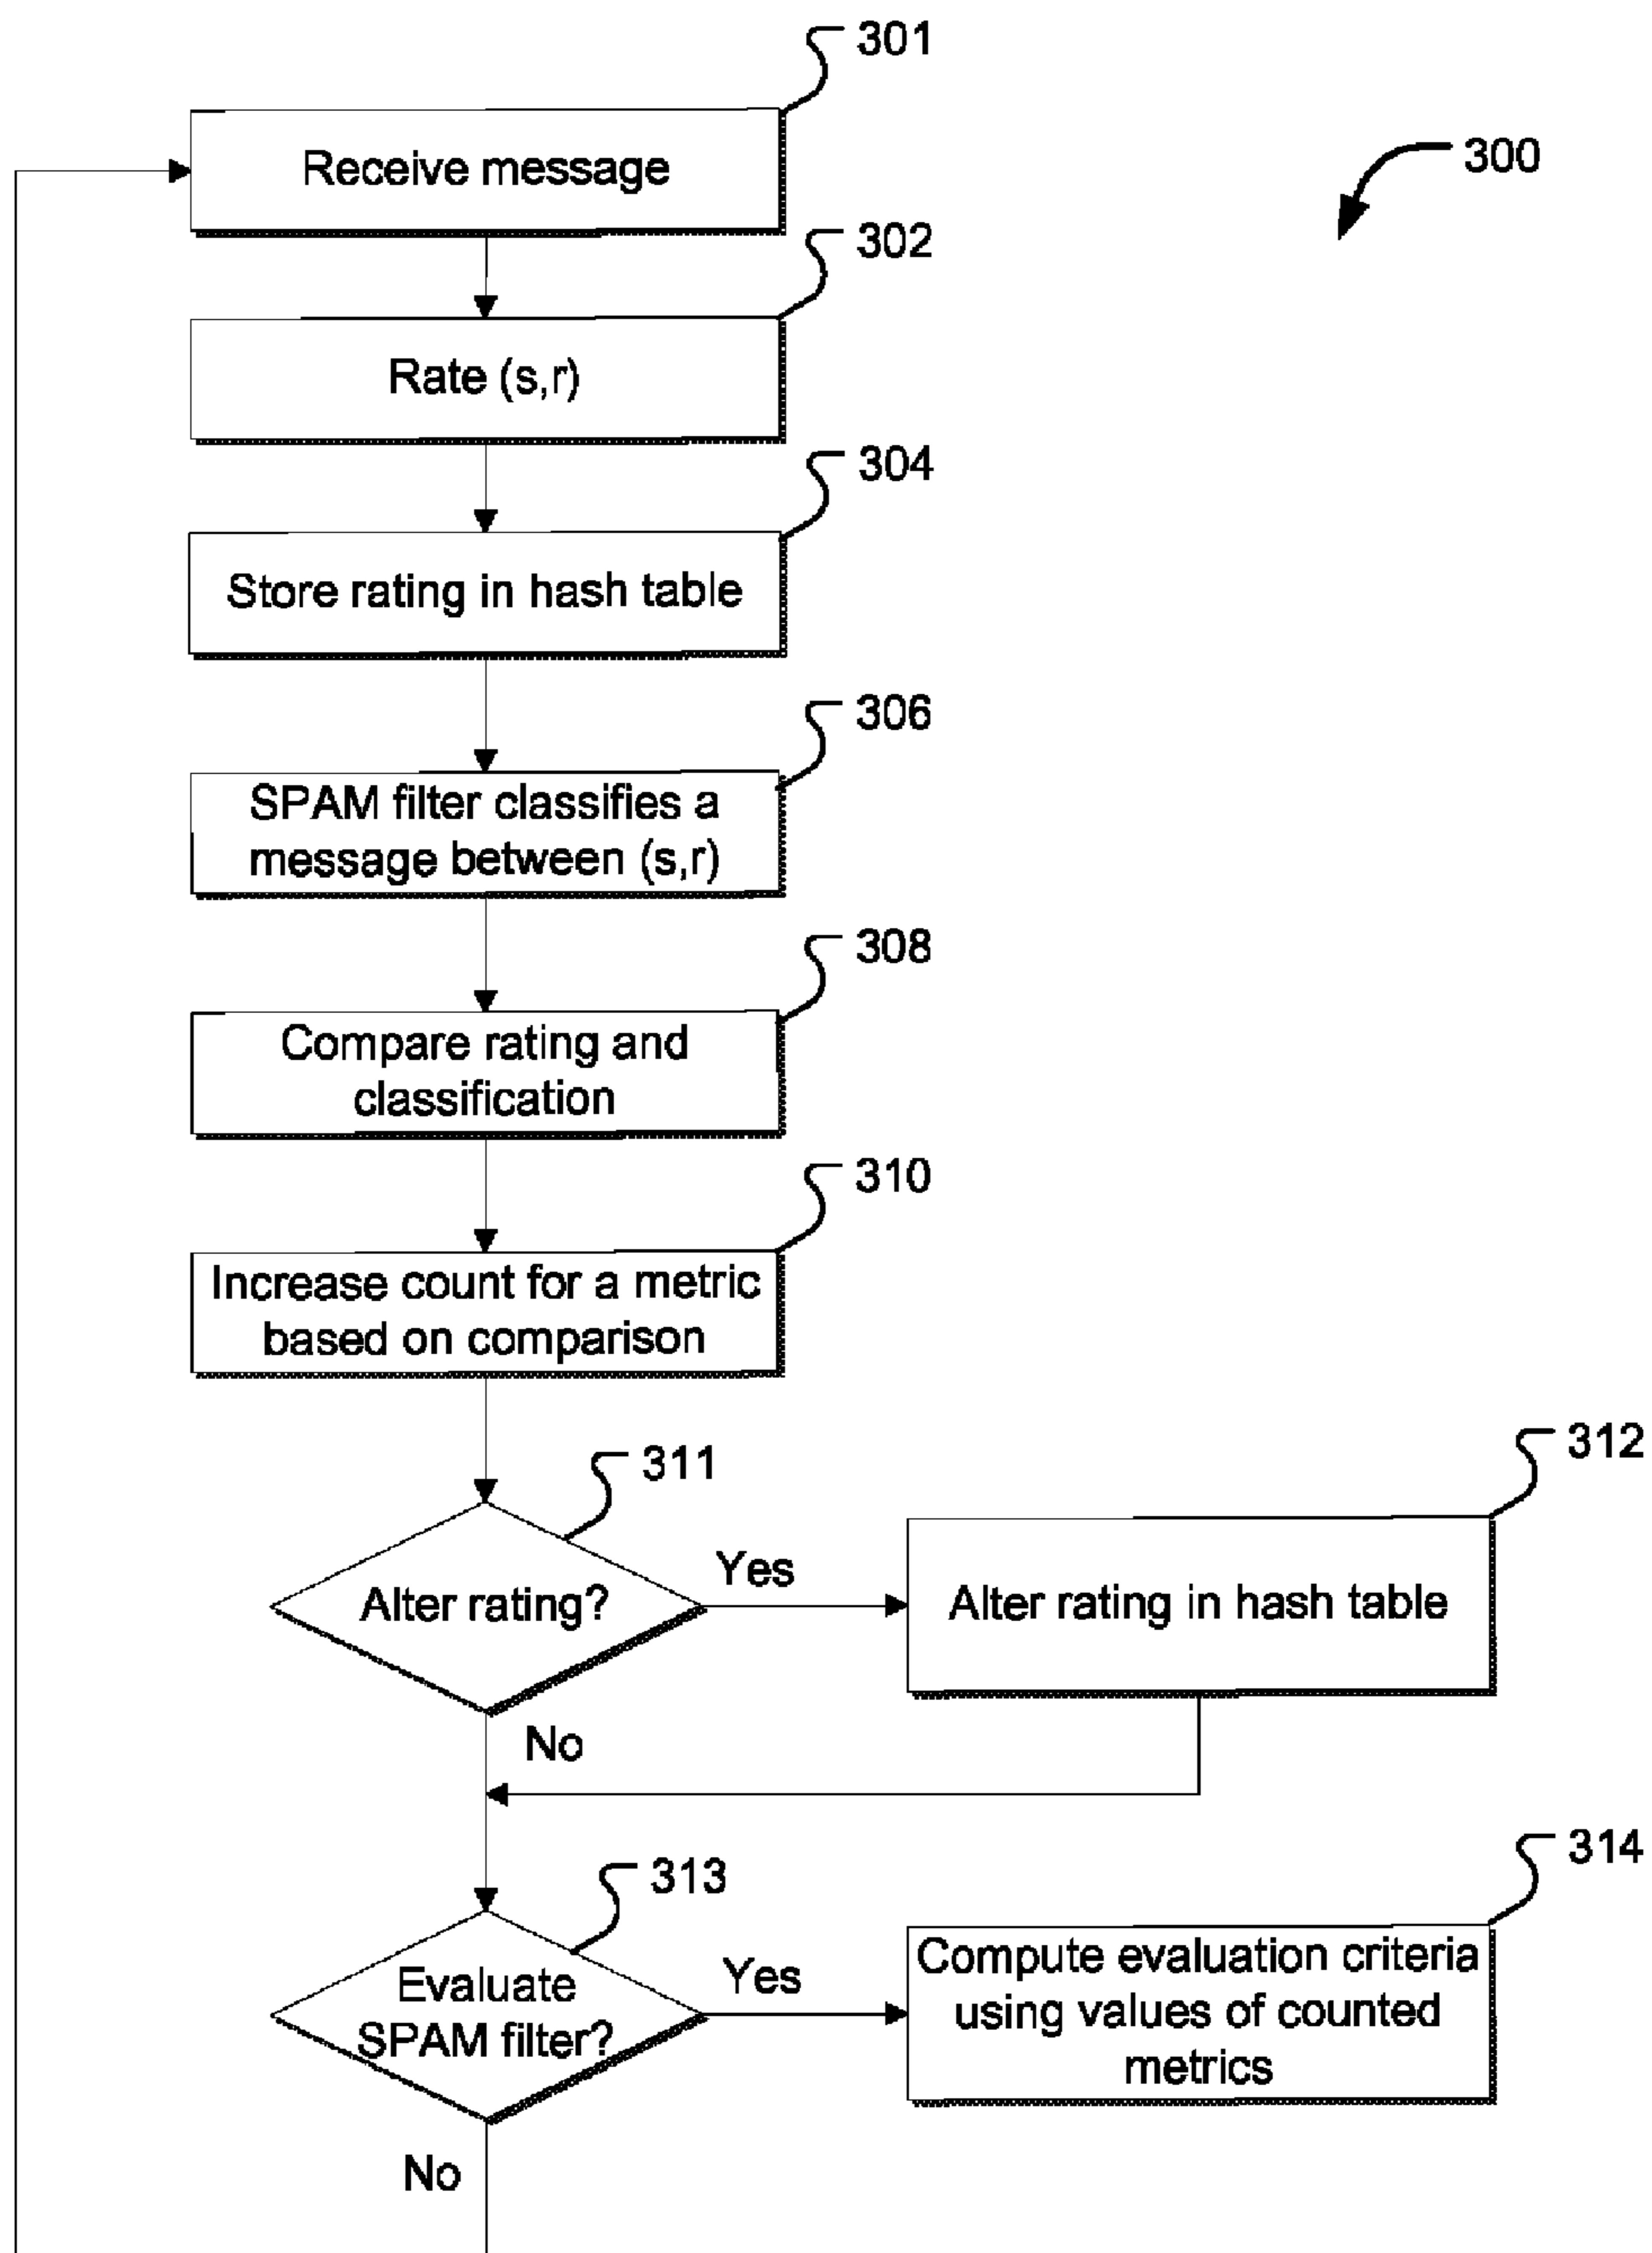 301
Receive message
300
302
Rate (s,r)
304
Store rating in hash table
306
SPAM filter classifies a
message between (s,r)
308
Compare rating and
classification
310
Increase count for a metric
based on comparison
311
312
Alter rating?
Yes
Alter rating in hash table
No
313
314
Evaluate
SPAM filter?
Yes
Compute evaluation criteria
using values of counted
metrics
No